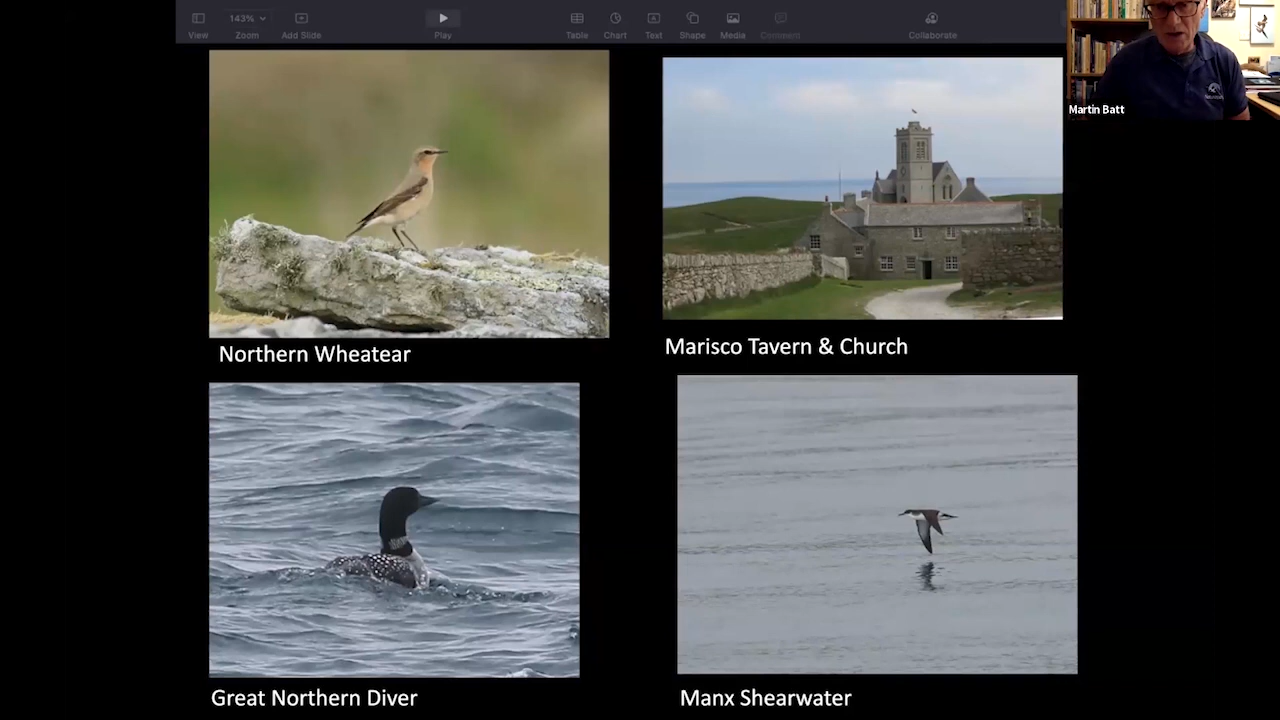 143%
View
Zoom
Add Slide
Play
Table
Chart
Text
Shape
Media
Comment
Collaborate
Martin Batt
Northern Wheatear
Marisco Tavern & Church
Great Northern Diver
Manx Shearwater